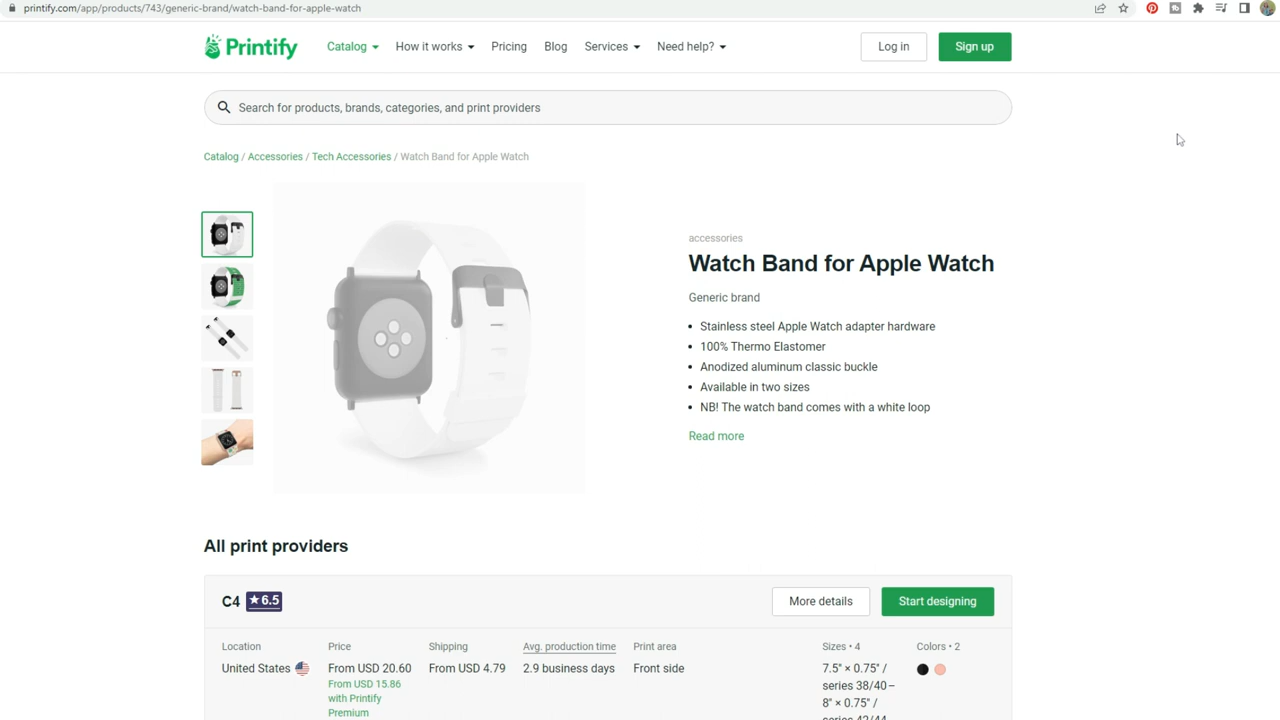 printify.com/app/products/743/generic-brand/watch-band-for-apple-watch
Printify
Catalog
How it works
Pricing
Blog
Services
Need help?
Log in
Sign up
Search for products, brands, categories, and print providers
Catalog / Accessories / Tech Accessories / Watch Band for Apple Watch
accessories
Watch Band for Apple Watch
Generic brand
Stainless steel Apple Watch adapter hardware
100% Thermo Elastomer
Anodized aluminum classic buckle
Available in two sizes
NB! The watch band comes with a white loop
Read more
All print providers
C4 ★6.5
More details
Start designing
Location
Price
Shipping
Avg. production time
Print area
Sizes • 4
Colors • 2
United States
From USD 20.60
From USD 4.79
2.9 business days
Front side
7.5" × 0.75" /
From USD 15.86
series 38/40 –
with Printify
8" × 0.75" /
Premium
series 42/44